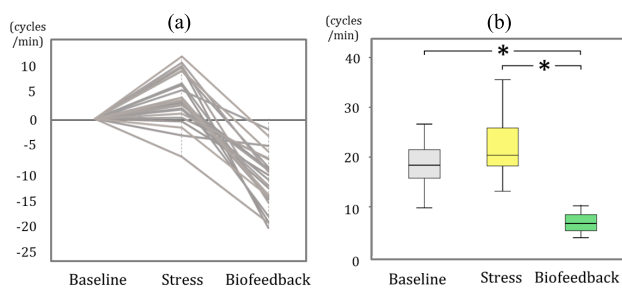 (a)
(cycles
/min)
10
5
0
-5
-10
-15
-20
-25
Baseline Stress Biofeedback
(b)
(cycles
/min)
*
*
40
30
20
10
0
Baseline Stress Biofeedback